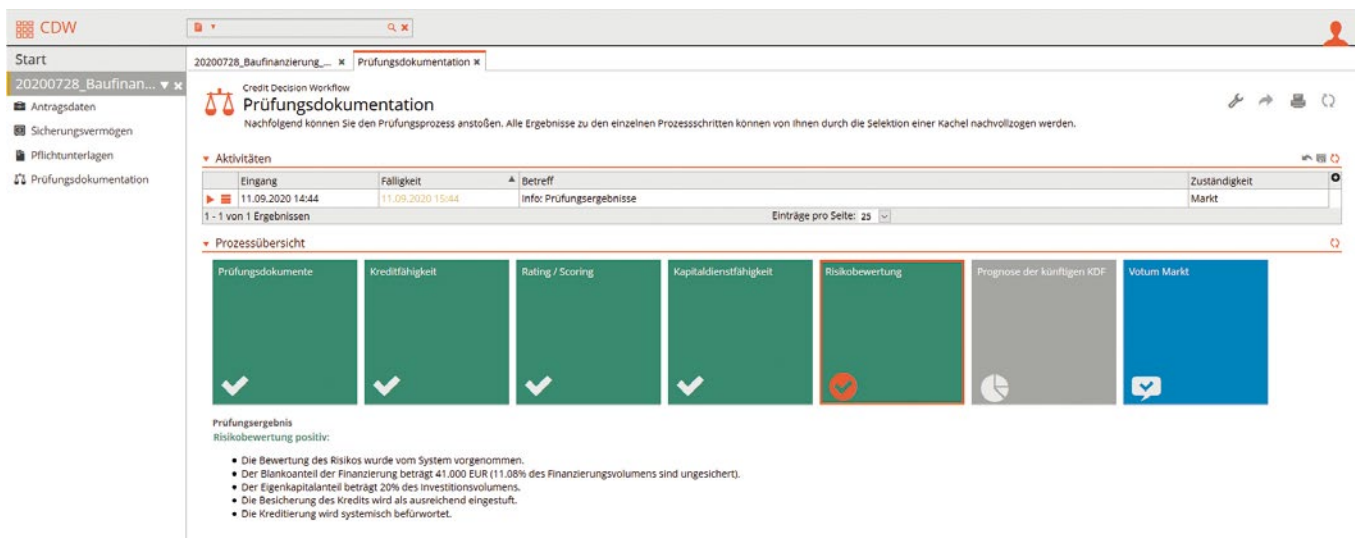 CDW
Start
20200728_Baufinan...
Antragsdaten
Sicherungsvermögen
Pflichtunterlagen
Prüfungsdokumentation
20200728_Baufinanzierung_...
Prüfungsdokumentation
Credit Decision Workflow
Prüfungsdokumentation
Nachfolgend können Sie den Prüfungsprozess anstoßen. Alle Ergebnisse zu den einzelnen Prozessschritten können von Ihnen durch die Selektion einer Kachel nachvollzogen werden.
Aktivitäten
Eingang Fälligkeit Betreff Zuständigkeit
11.09.2020 14:44 11.09.2020 15:44 Info: Prüfungsergebnisse Markt
1 - 1 von 1 Ergebnissen Einträge pro Seite: 25
Prozessübersicht
Prüfungsdokumente Kreditfähigkeit Rating / Scoring Kapitaldienstfähigkeit Risikobewertung Prognose der künftigen KDF Votum Markt
Prüfungsergebnis
Risikobewertung positiv:
• Die Bewertung des Risikos wurde vom System vorgenommen.
• Der Blankoanteil der Finanzierung beträgt 41.000 EUR (11.08% des Finanzierungsvolumens sind ungesichert).
• Der Eigenkapitalanteil beträgt 20% des Investitionsvolumens.
• Die Besicherung des Kredits wird als ausreichend eingestuft.
• Die Kreditierung wird systemisch befürwortet.